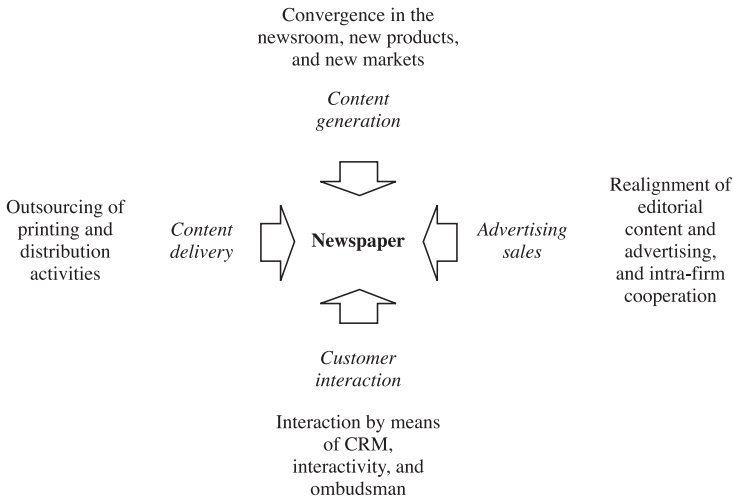 Convergence in the
newsroom, new products,
and new markets
Content
generation
Outsourcing of
printing and
distribution
activities
Content
delivery
Newspaper
Advertising
sales
Realignment of
editorial
content and
advertising,
and intra-firm
cooperation
Customer
interaction
Interaction by means
of CRM,
interactivity, and
ombudsman